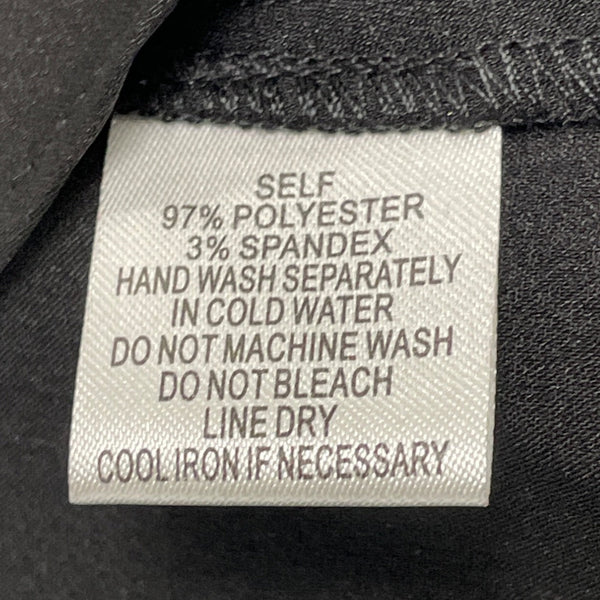 SELF
97% POLYESTER
3% SPANDEX
HAND WASH SEPARATELY
IN COLD WATER
DO NOT MACHINE WASH
DO NOT BLEACH
LINE DRY
COOL IRON IF NECESSARY